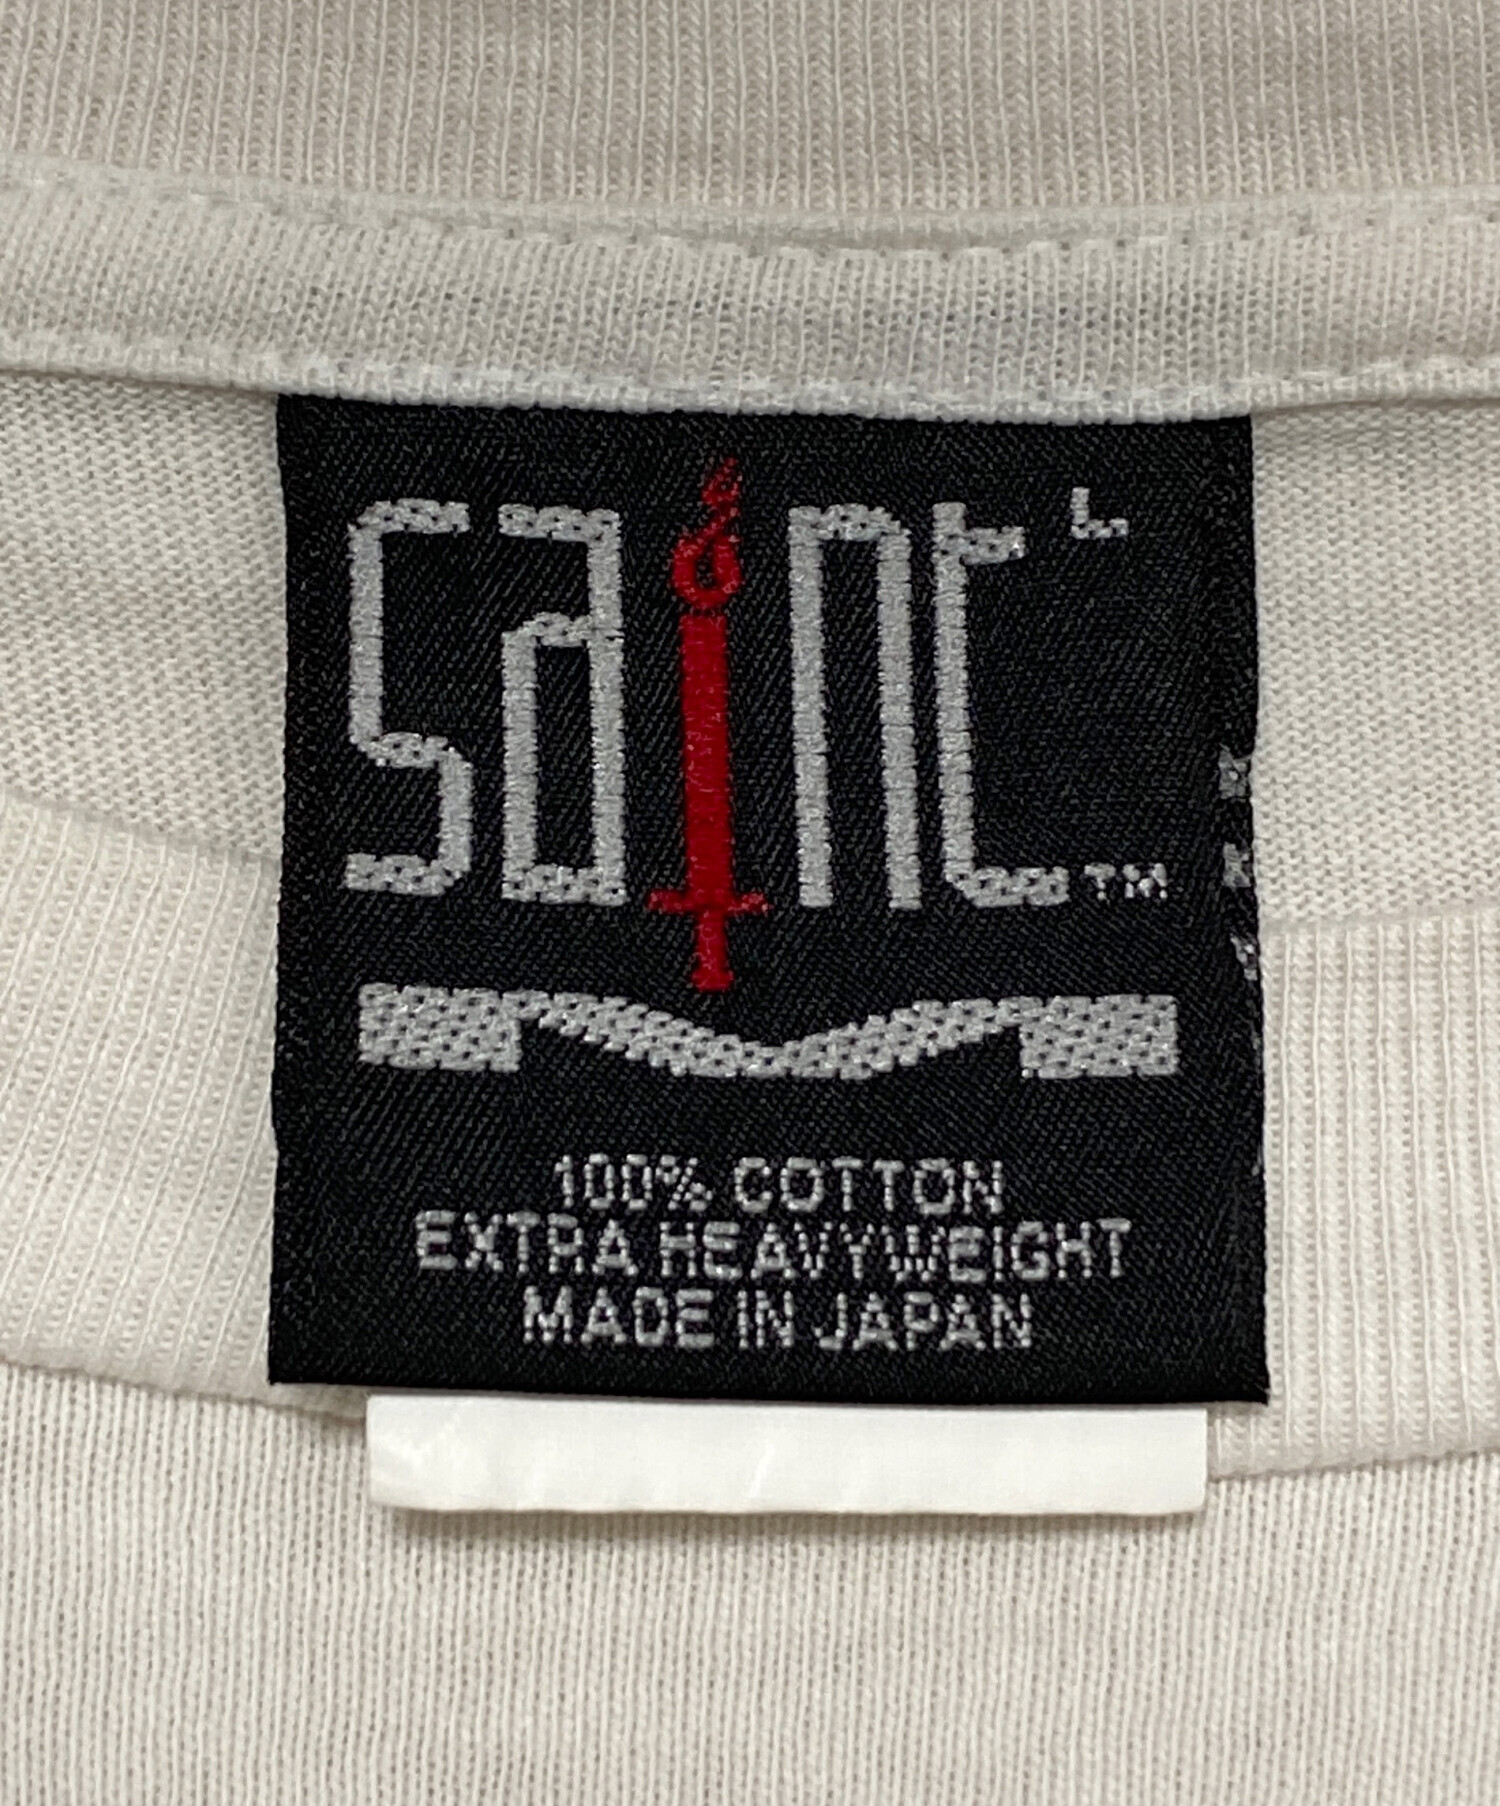 saint L
TM
100% COTTON
EXTRA HEAVYWEIGHT
MADE IN JAPAN